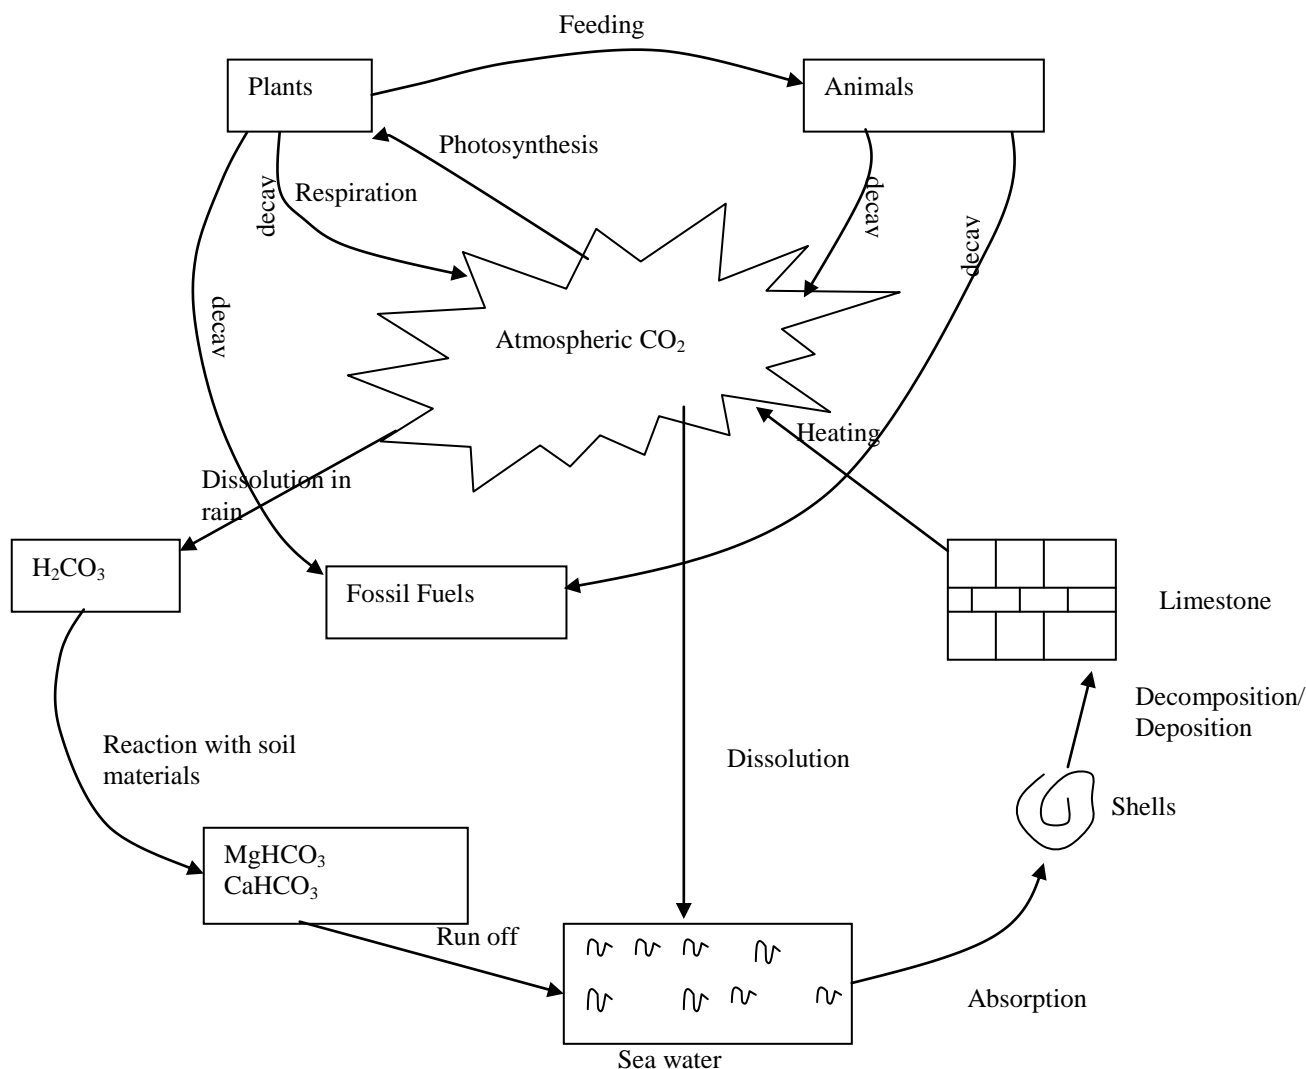 Feeding
Plants
Animals
Photosynthesis
Respiration
decay
decay
decay
decay
Atmospheric CO₂
Heating
Dissolution in
rain
H₂CO₃
Fossil Fuels
Limestone
Decomposition/
Deposition
Reaction with soil
materials
Dissolution
Shells
MgHCO₃
CaHCO₃
Run off
Absorption
Sea water